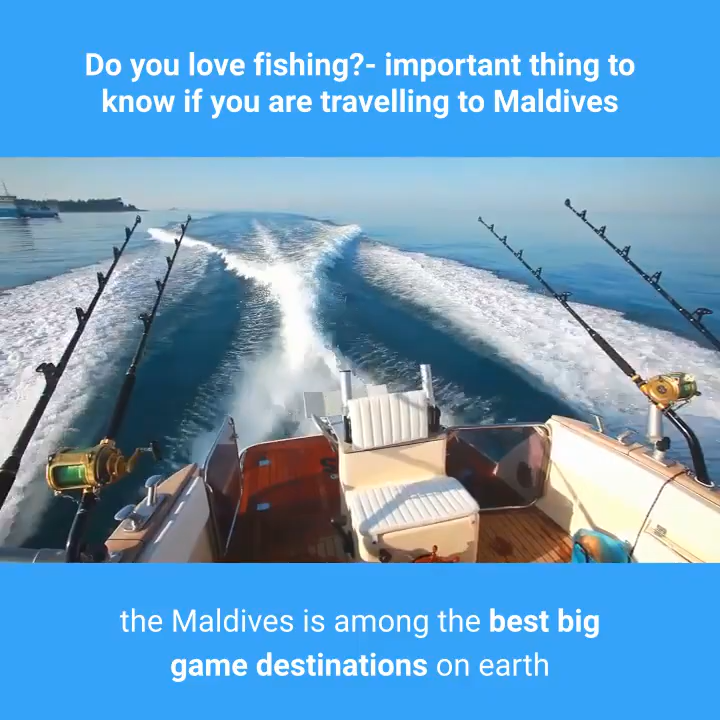 Do you love fishing?- important thing to
know if you are travelling to Maldives
the Maldives is among the best big
game destinations on earth